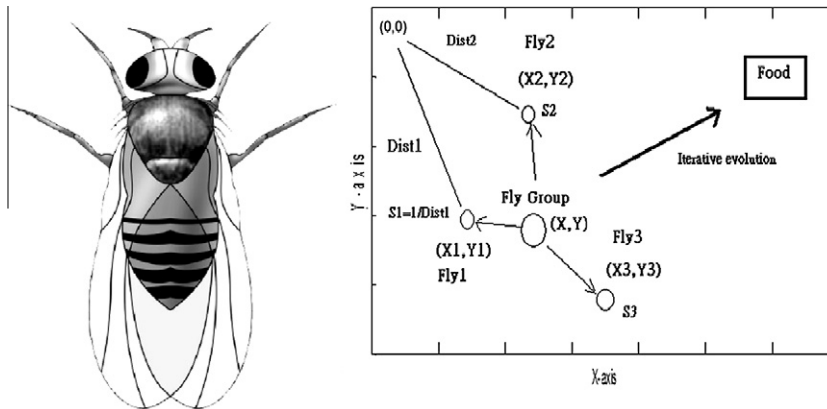 (0,0)
Dist2
Fly2
(X2,Y2)
S2
Food
Dist1
Iterative evolution
Y-axis
Fly Group
S1=1/Dist1
(X,Y)
Fly3
(X1,Y1)
Fly1
(X3,Y3)
S3
X-axis